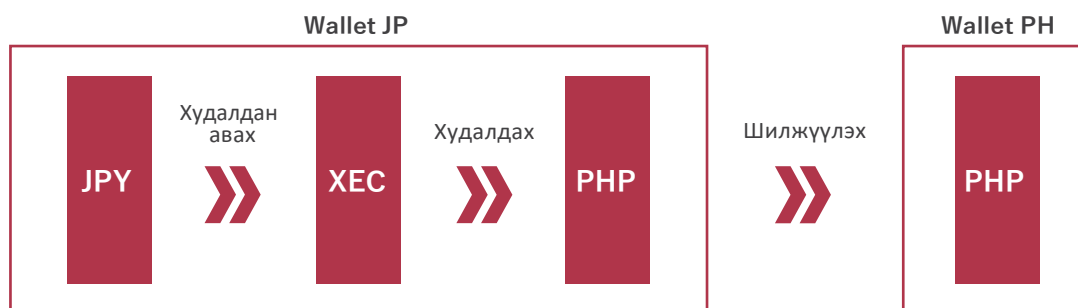 Wallet JP
Wallet PH
Худалдан
авах
Худалдах
Шилжүүлэх
JPY
XEC
PHP
PHP